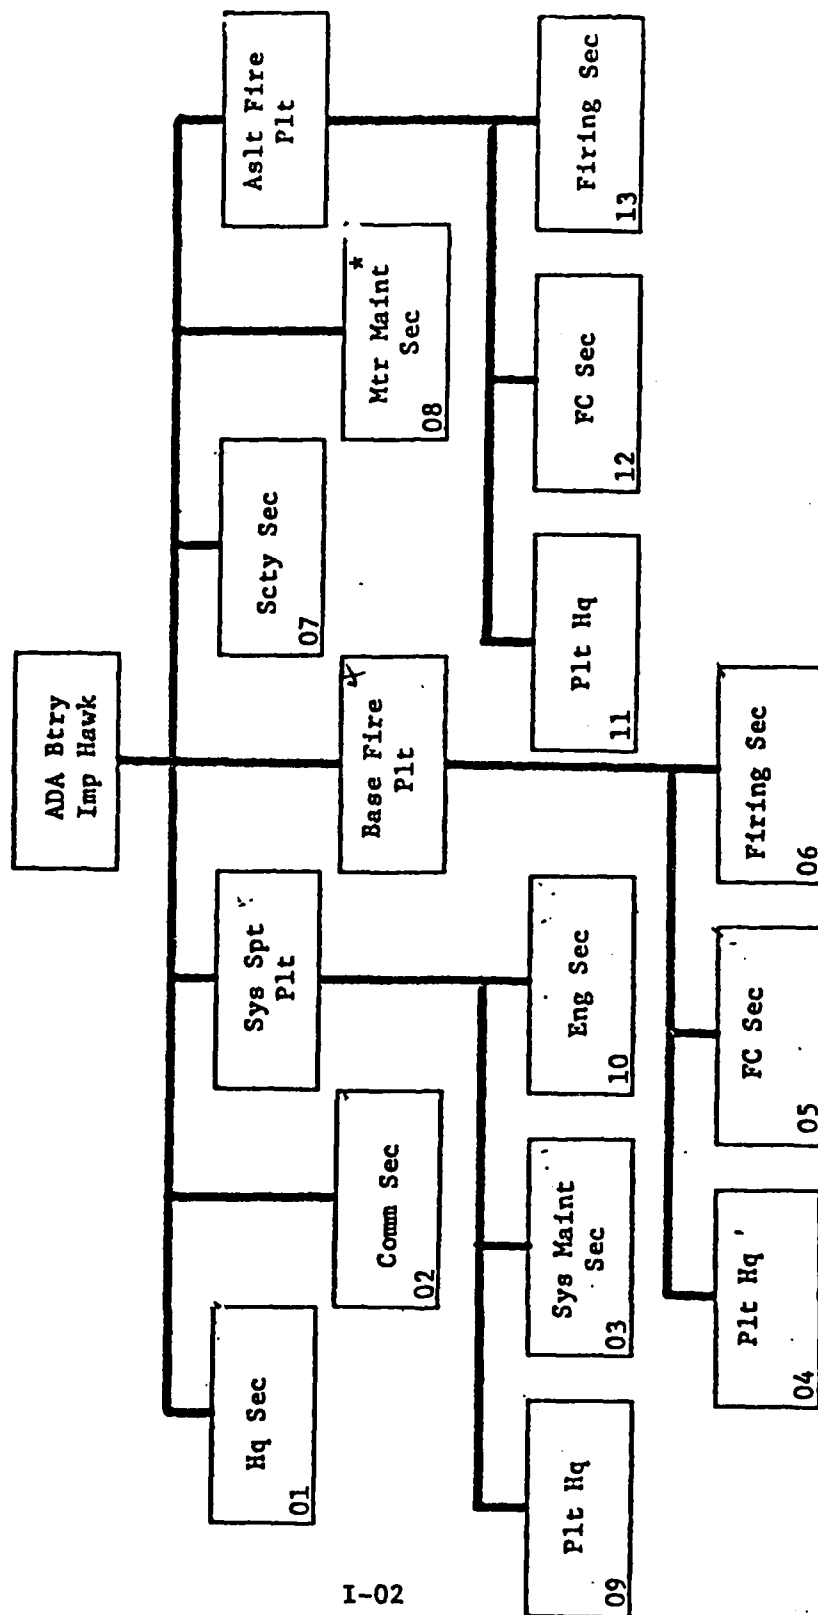 ADA Btry
Imp Hawk
Hq Sec
01
Comm Sec
02
Sys Spt
Plt
Base Fire
Plt
Scty Sec
07
Mtr Maint *
Sec
08
Aslt Fire
Plt
Plt Hq
09
Sys Maint
Sec
03
Eng Sec
10
Plt Hq
11
FC Sec
12
Firing Sec
13
Plt Hq
04
FC Sec
05
Firing Sec
06
I-02